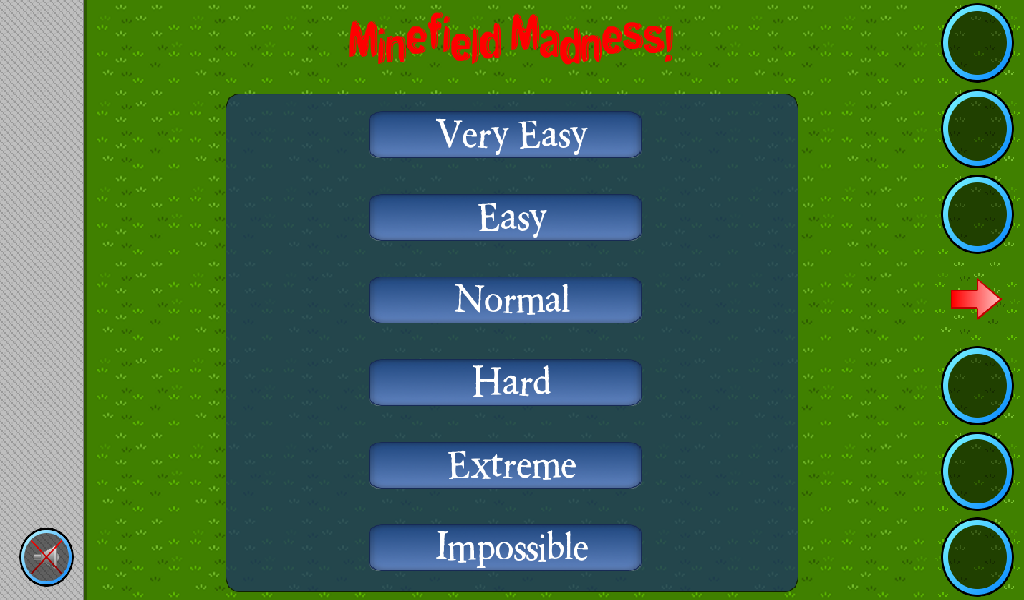 Minefield Madness!
Very Easy
Easy
Normal
Hard
Extreme
Impossible